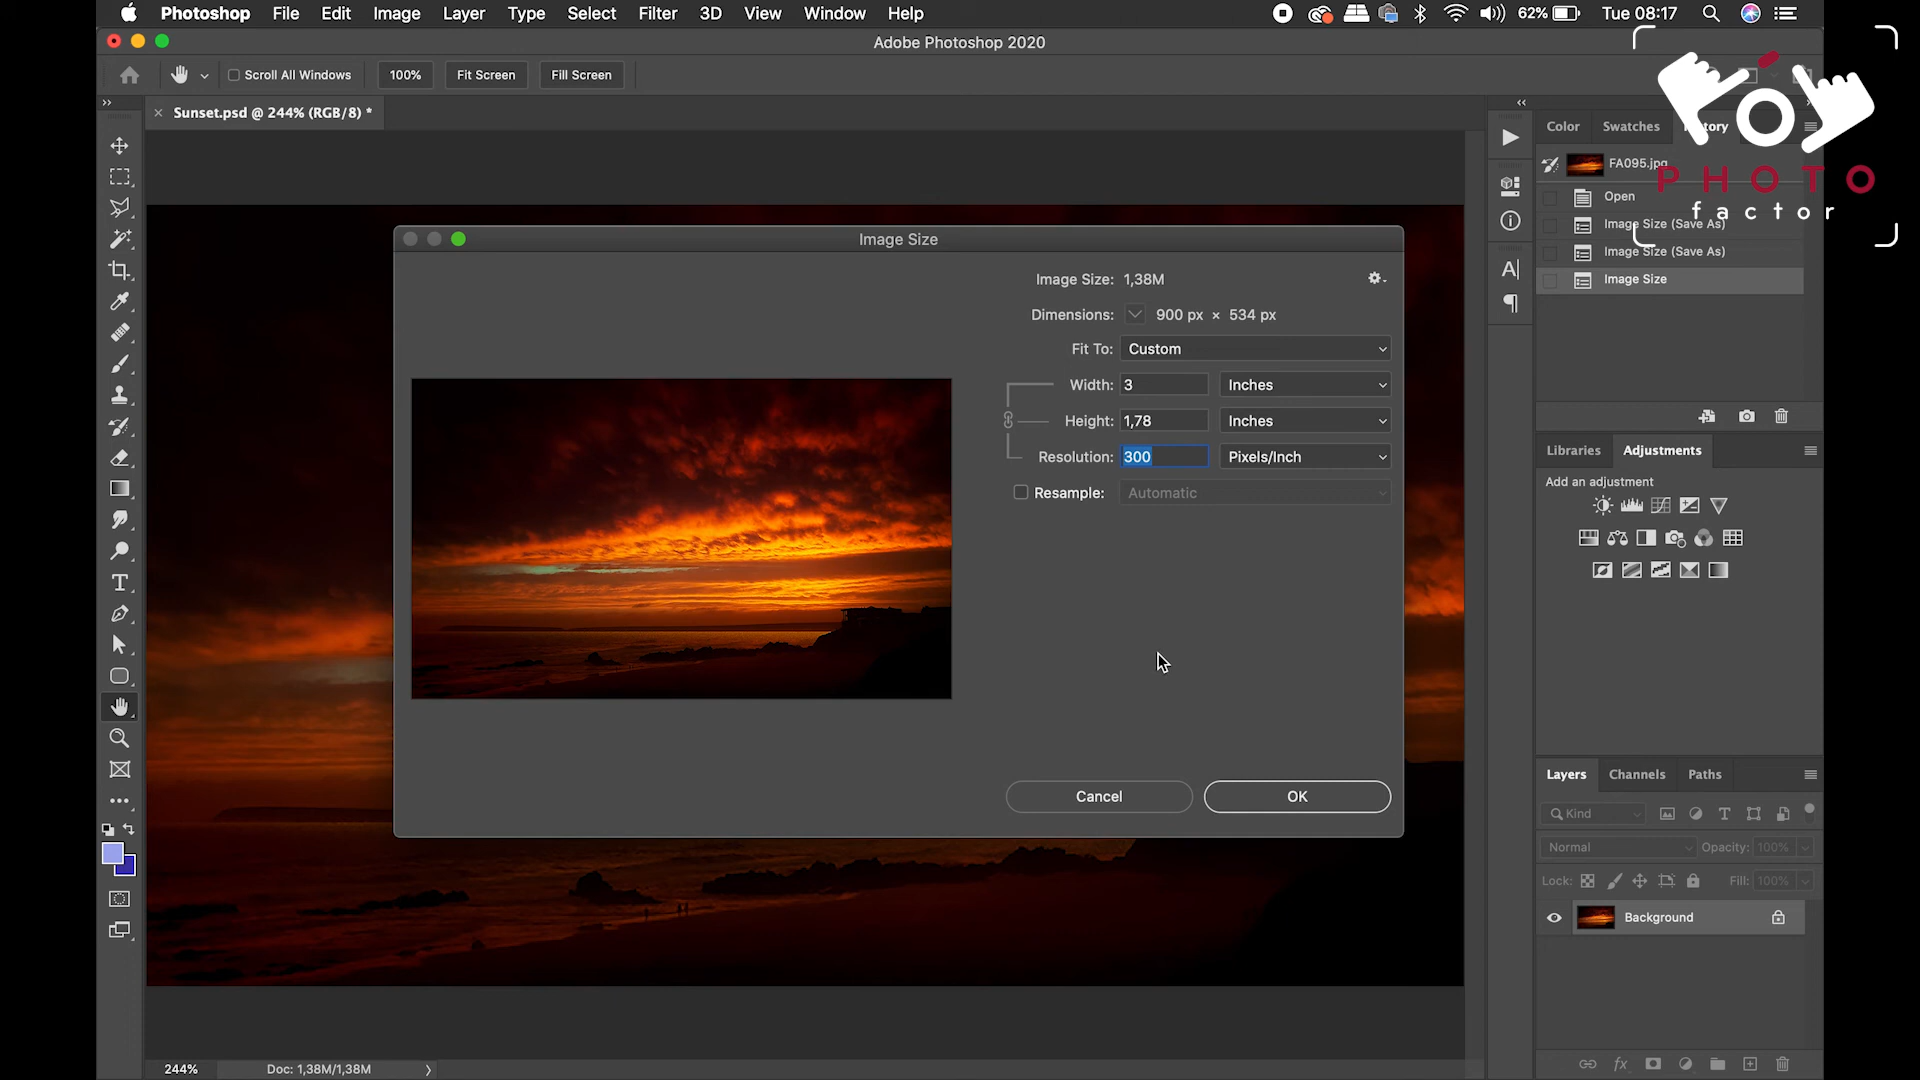 Photoshop File Edit Image Layer Type Select Filter 3D View Window Help 62% Tue 08:17
Adobe Photoshop 2020
Scroll All Windows 100% Fit Screen Fill Screen
Sunset.psd @ 244% (RGB/8) *
Color Swatches
FA095.jpg
Open
Image Size (Save As)
Image Size (Save As)
Image Size
PHOTO
factor
Image Size
Image Size: 1,38M
Dimensions: 900 px × 534 px
Fit To: Custom
Width: 3 Inches
Height: 1,78 Inches
Resolution: 300 Pixels/Inch
Resample: Automatic
Cancel OK
Libraries Adjustments
Add an adjustment
Layers Channels Paths
Kind
Normal Opacity: 100%
Lock: Fill: 100%
Background
244% Doc: 1,38M/1,38M